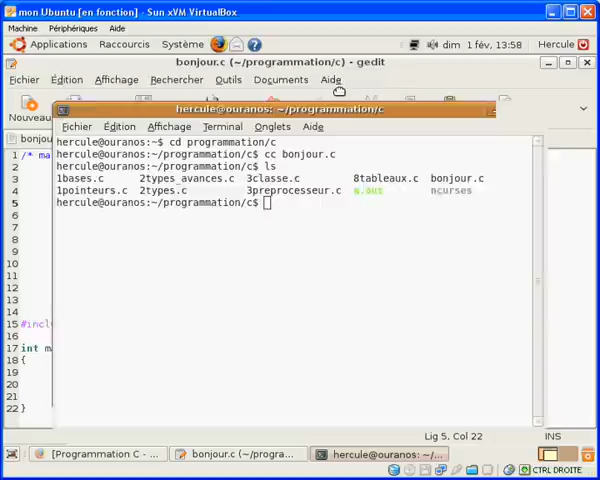 mon Ubuntu [en fonction] - Sun xVM VirtualBox
Machine Périphériques Aide
Applications Raccourcis Système dim 1 fév, 13:58 Hercule
bonjour.c (~/programmation/c) - gedit
Fichier Édition Affichage Rechercher Outils Documents Aide
Nouveau
hercule@ouranos: ~/programmation/c
bonjou
Fichier Édition Affichage Terminal Onglets Aide
hercule@ouranos:~$ cd programmation/c
hercule@ouranos:~/programmation/c$ cc bonjour.c
hercule@ouranos:~/programmation/c$ ls
1bases.c 2types_avances.c 3classe.c 8tableaux.c bonjour.c
1pointeurs.c 2types.c 3preprocesseur.c a.out ncurses
hercule@ouranos:~/programmation/c$
1 /* ma
2
3
4
5
6
7
8
9
10
11
12
13
14
15 #inclu
16
17 int ma
18 {
19
20
21
22 }
Lig 5, Col 22 INS
[Programmation C - ... bonjour.c (~/progra... hercule@ouranos: ~/...
CTRL DROITE